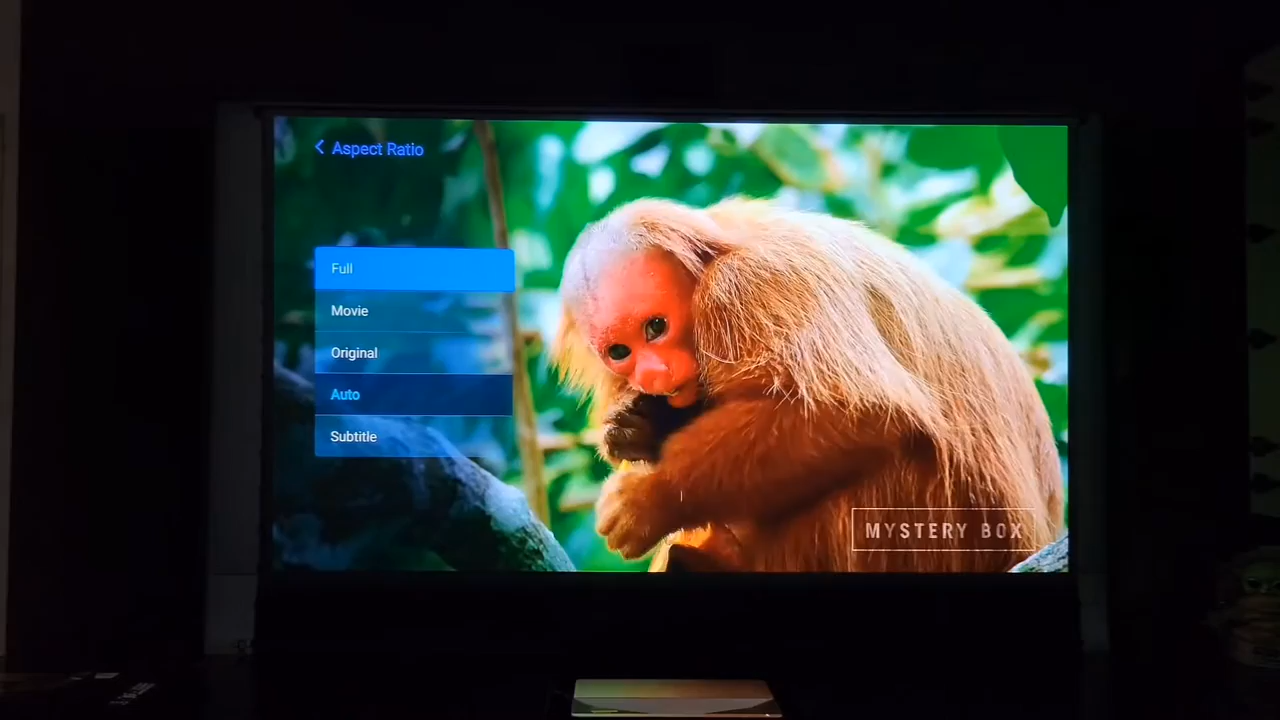 Aspect Ratio
Full
Movie
Original
Auto
Subtitle
MYSTERY BOX